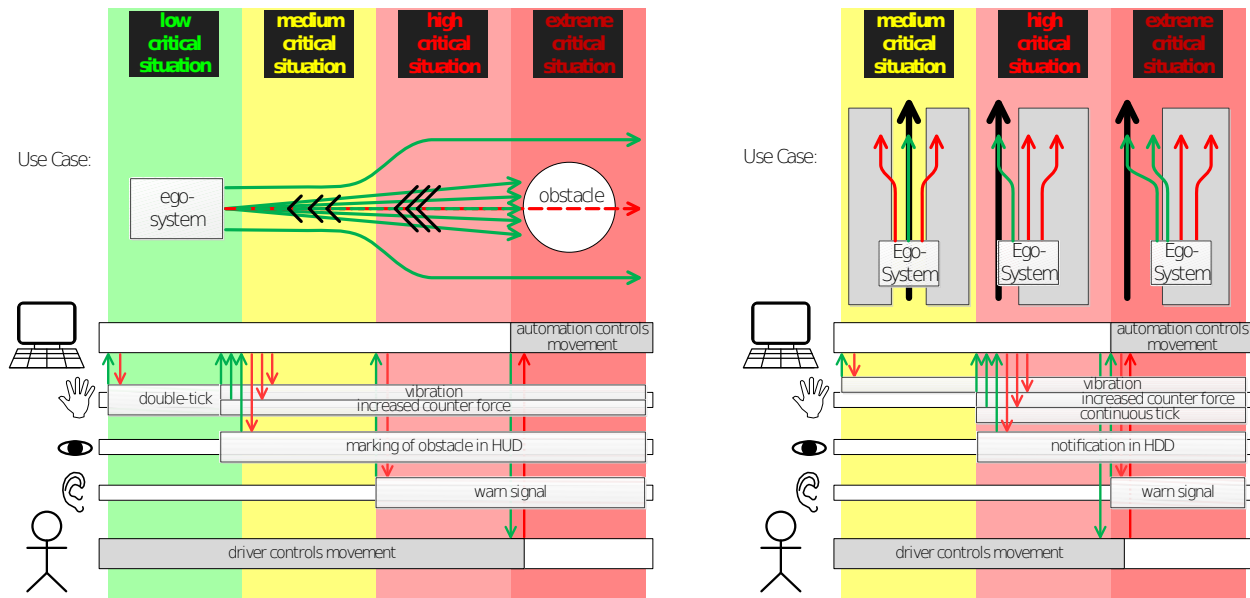 low
critical
situation
medium
critical
situation
high
critical
situation
extreme
critical
situation
Use Case:
ego-
system
obstacle
automation controls
movement
double-tick
vibration
increased counter force
marking of obstacle in HUD
warn signal
driver controls movement
medium
critical
situation
high
critical
situation
extreme
critical
situation
Use Case:
Ego-
System
Ego-
System
Ego-
System
automation controls
movement
vibration
increased counter force
continuous tick
notification in HDD
warn signal
driver controls movement